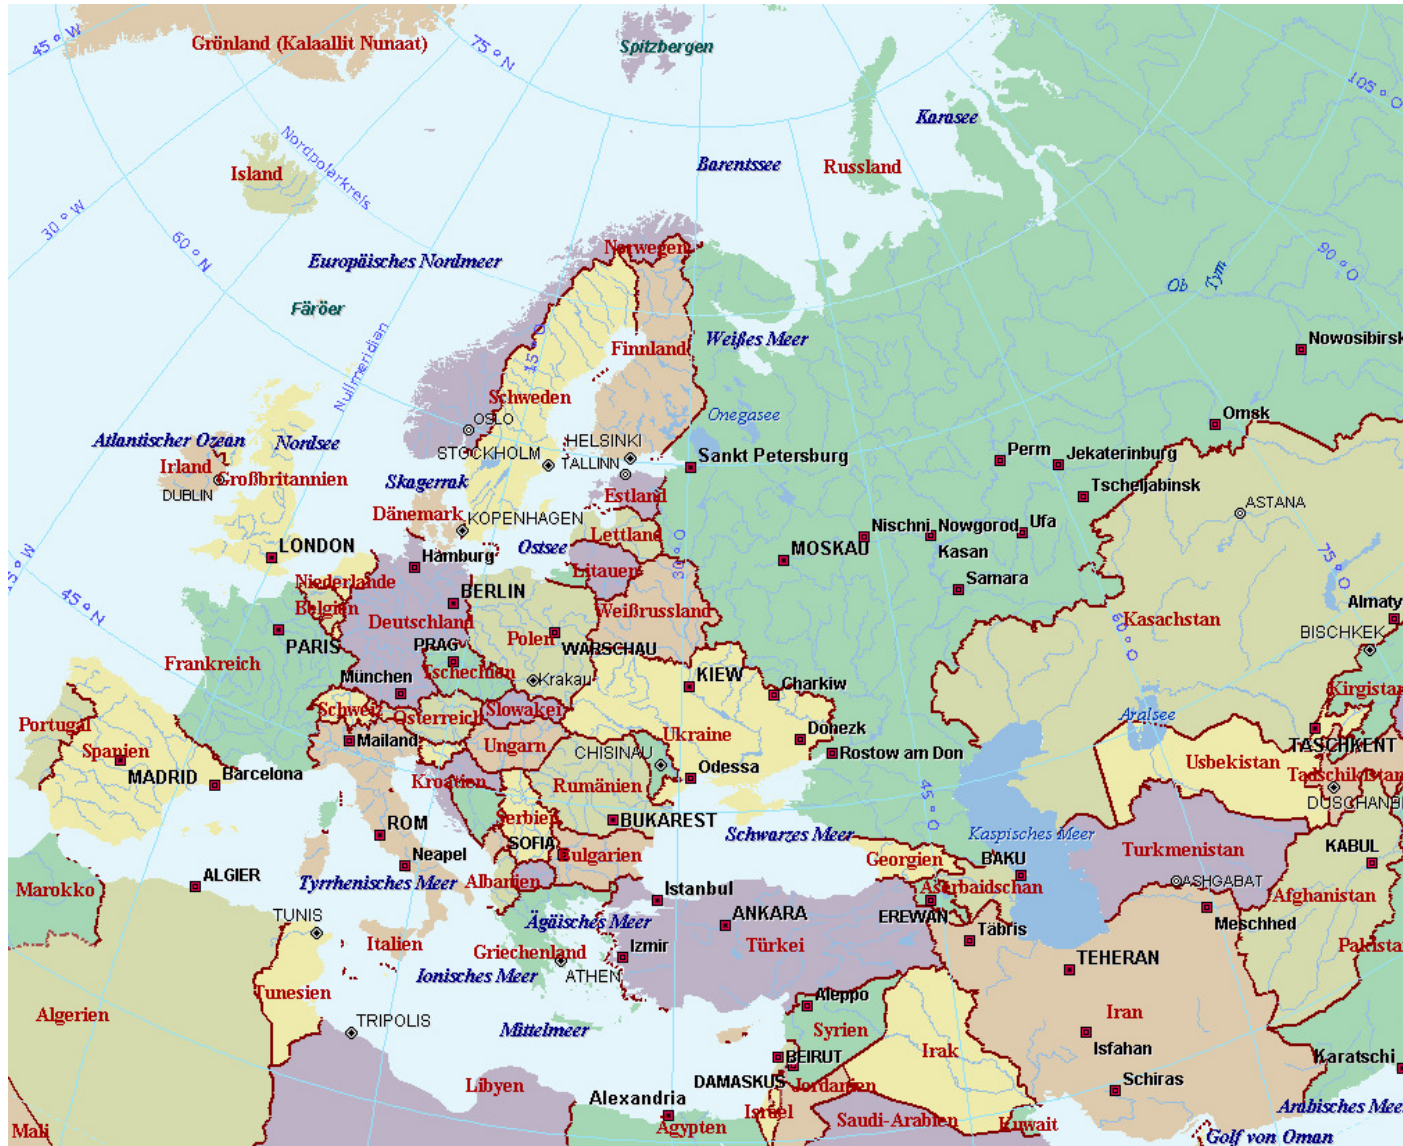 45 ° W
Grönland (Kalaallit Nunaat)
75 ° N
Spitzbergen
105 ° O
Karasee
Nordpolarkreis
Island
Barentssee
Russland
30 ° W
60 ° N
Norwegen
Europäisches Nordmeer
90 ° O
Ob
Tym
Färöer
Nullmeridian
15 ° O
Weißes Meer
Finnland
Nowosibirsk
Schweden
OSLO
Onegasee
Omsk
Atlantischer Ozean
Nordsee
HELSINKI
STOCKHOLM
TALLINN
Sankt Petersburg
Perm
Jekaterinburg
Irland
Großbritannien
DUBLIN
Skagerrak
Estland
Tscheljabinsk
ASTANA
Dänemark
KOPENHAGEN
Lettland
Nischni Nowgorod
Ufa
Ostsee
30 ° O
MOSKAU
Kasan
LONDON
Hamburg
75 ° O
15 ° W
Niederlande
Litauen
Samara
45 ° N
Belgien
BERLIN
Weißrussland
Almaty
Deutschland
Kasachstan
60 ° O
BISCHKEK
PARIS
PRAG
Polen
WARSCHAU
Frankreich
Tschechien
München
Krakau
KIEW
Charkiw
Kirgistan
Schweiz
Österreich
Slowakei
Aralsee
Portugal
Spanien
Mailand
Ungarn
CHISINAU
Ukraine
Donezk
Rostow am Don
TASCHKENT
Usbekistan
MADRID
Barcelona
Kroatien
Rumänien
Odessa
Tadschikistan
DUSCHANBE
45 ° O
ROM
Serbien
BUKAREST
Schwarzes Meer
Kaspisches Meer
SOFIA
Bulgarien
Neapel
Georgien
BAKU
Turkmenistan
KABUL
Marokko
ALGIER
Tyrrhenisches Meer
Albanien
Istanbul
Aserbaidschan
ASHGABAT
Afghanistan
TUNIS
Ägäisches Meer
ANKARA
EREWAN
Meschhed
Italien
Griechenland
Izmir
Türkei
Täbris
Pakistan
Ionisches Meer
ATHEN
TEHERAN
Tunesien
Aleppo
Algerien
TRIPOLIS
Mittelmeer
Syrien
Iran
Irak
Isfahan
BEIRUT
Karatschi
DAMASKUS
Jordanien
Libyen
Alexandria
Schiras
Israel
Saudi-Arabien
Arabisches Meer
Mali
Ägypten
Kuwait
Golf von Oman